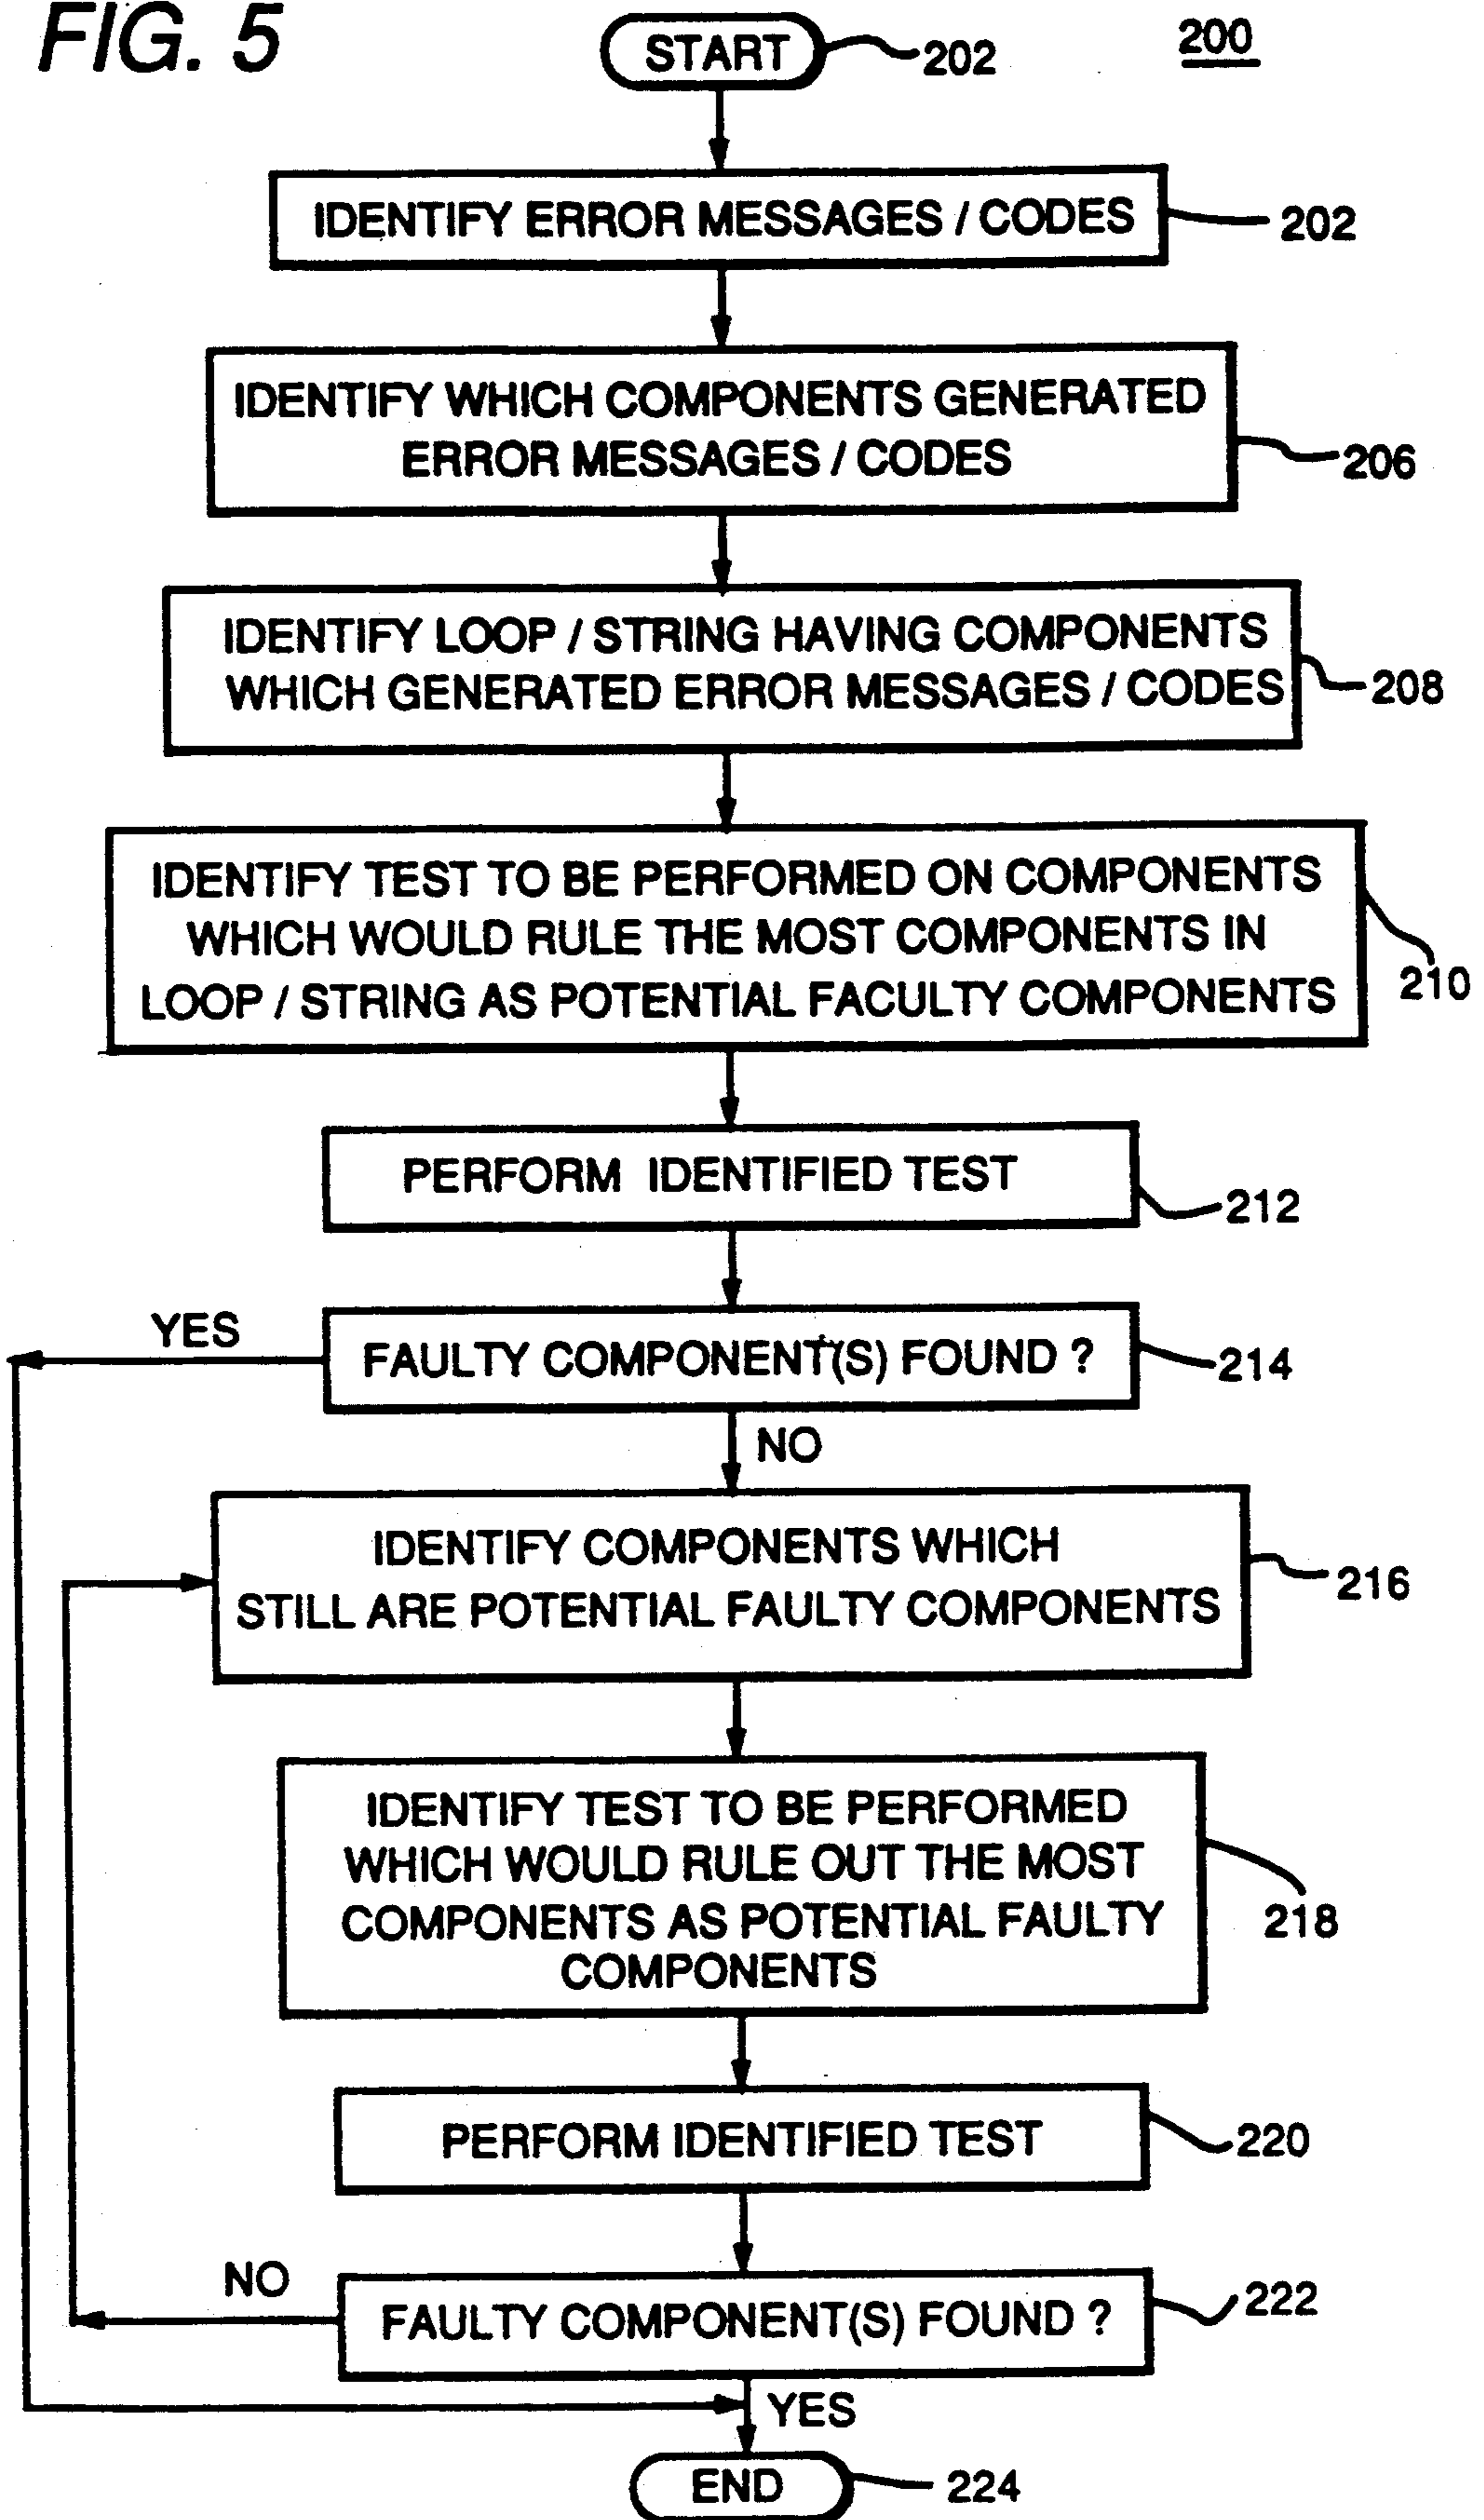 FIG. 5
START
202
200
IDENTIFY ERROR MESSAGES / CODES
202
IDENTIFY WHICH COMPONENTS GENERATED
ERROR MESSAGES / CODES
206
IDENTIFY LOOP / STRING HAVING COMPONENTS
WHICH GENERATED ERROR MESSAGES / CODES
208
IDENTIFY TEST TO BE PERFORMED ON COMPONENTS
WHICH WOULD RULE THE MOST COMPONENTS IN
LOOP / STRING AS POTENTIAL FACULTY COMPONENTS
210
PERFORM IDENTIFIED TEST
212
YES
FAULTY COMPONENT(S) FOUND ?
214
NO
IDENTIFY COMPONENTS WHICH
STILL ARE POTENTIAL FAULTY COMPONENTS
216
IDENTIFY TEST TO BE PERFORMED
WHICH WOULD RULE OUT THE MOST
COMPONENTS AS POTENTIAL FAULTY
COMPONENTS
218
PERFORM IDENTIFIED TEST
220
NO
FAULTY COMPONENT(S) FOUND ?
222
YES
END
224